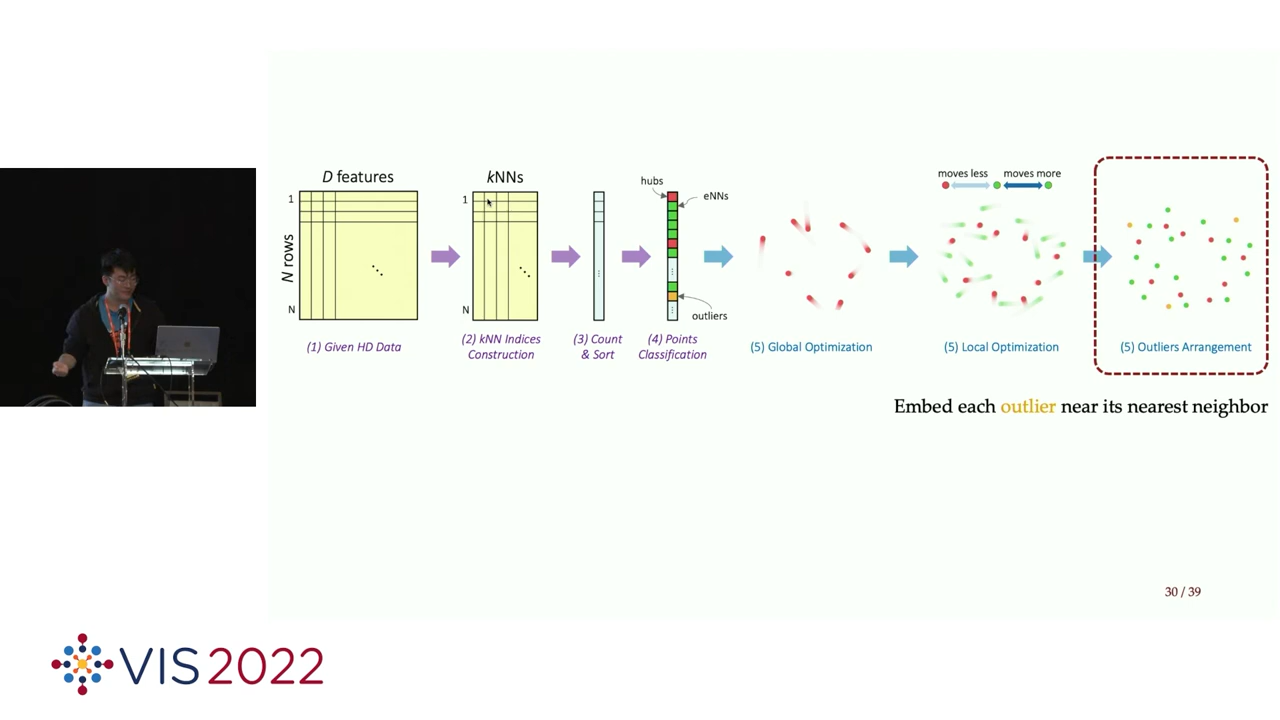 D features
1
N rows
N
(1) Given HD Data
kNNs
1
N
(2) kNN Indices
Construction
(3) Count
& Sort
hubs
eNNs
outliers
(4) Points
Classification
(5) Global Optimization
moves less
moves more
(5) Local Optimization
(5) Outliers Arrangement
Embed each outlier near its nearest neighbor
30 / 39
VIS2022